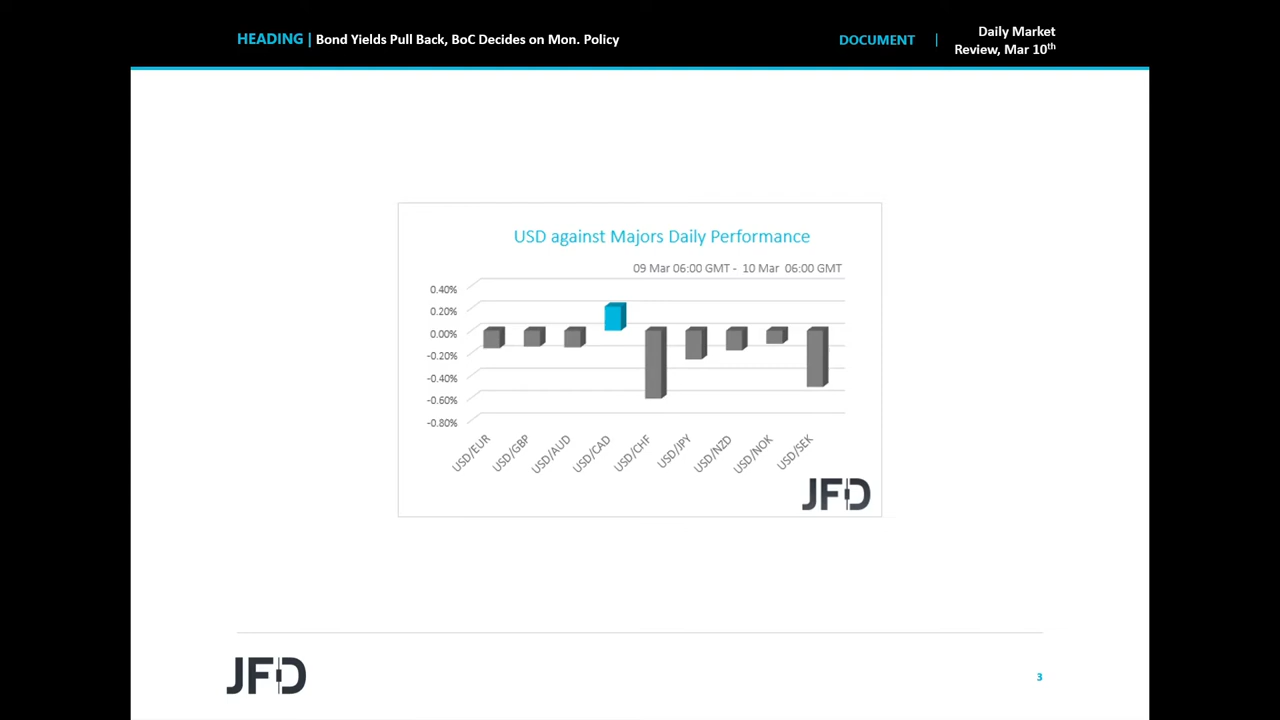 HEADING | Bond Yields Pull Back, BoC Decides on Mon. Policy
DOCUMENT |
Daily Market
Review, Mar 10th
USD against Majors Daily Performance
09 Mar 06:00 GMT - 10 Mar 06:00 GMT
0.40%
0.20%
0.00%
-0.20%
-0.40%
-0.60%
-0.80%
USD/EUR
USD/GBP
USD/AUD
USD/CAD
USD/CHF
USD/JPY
USD/NZD
USD/NOK
USD/SEK
JFD
JFD
3